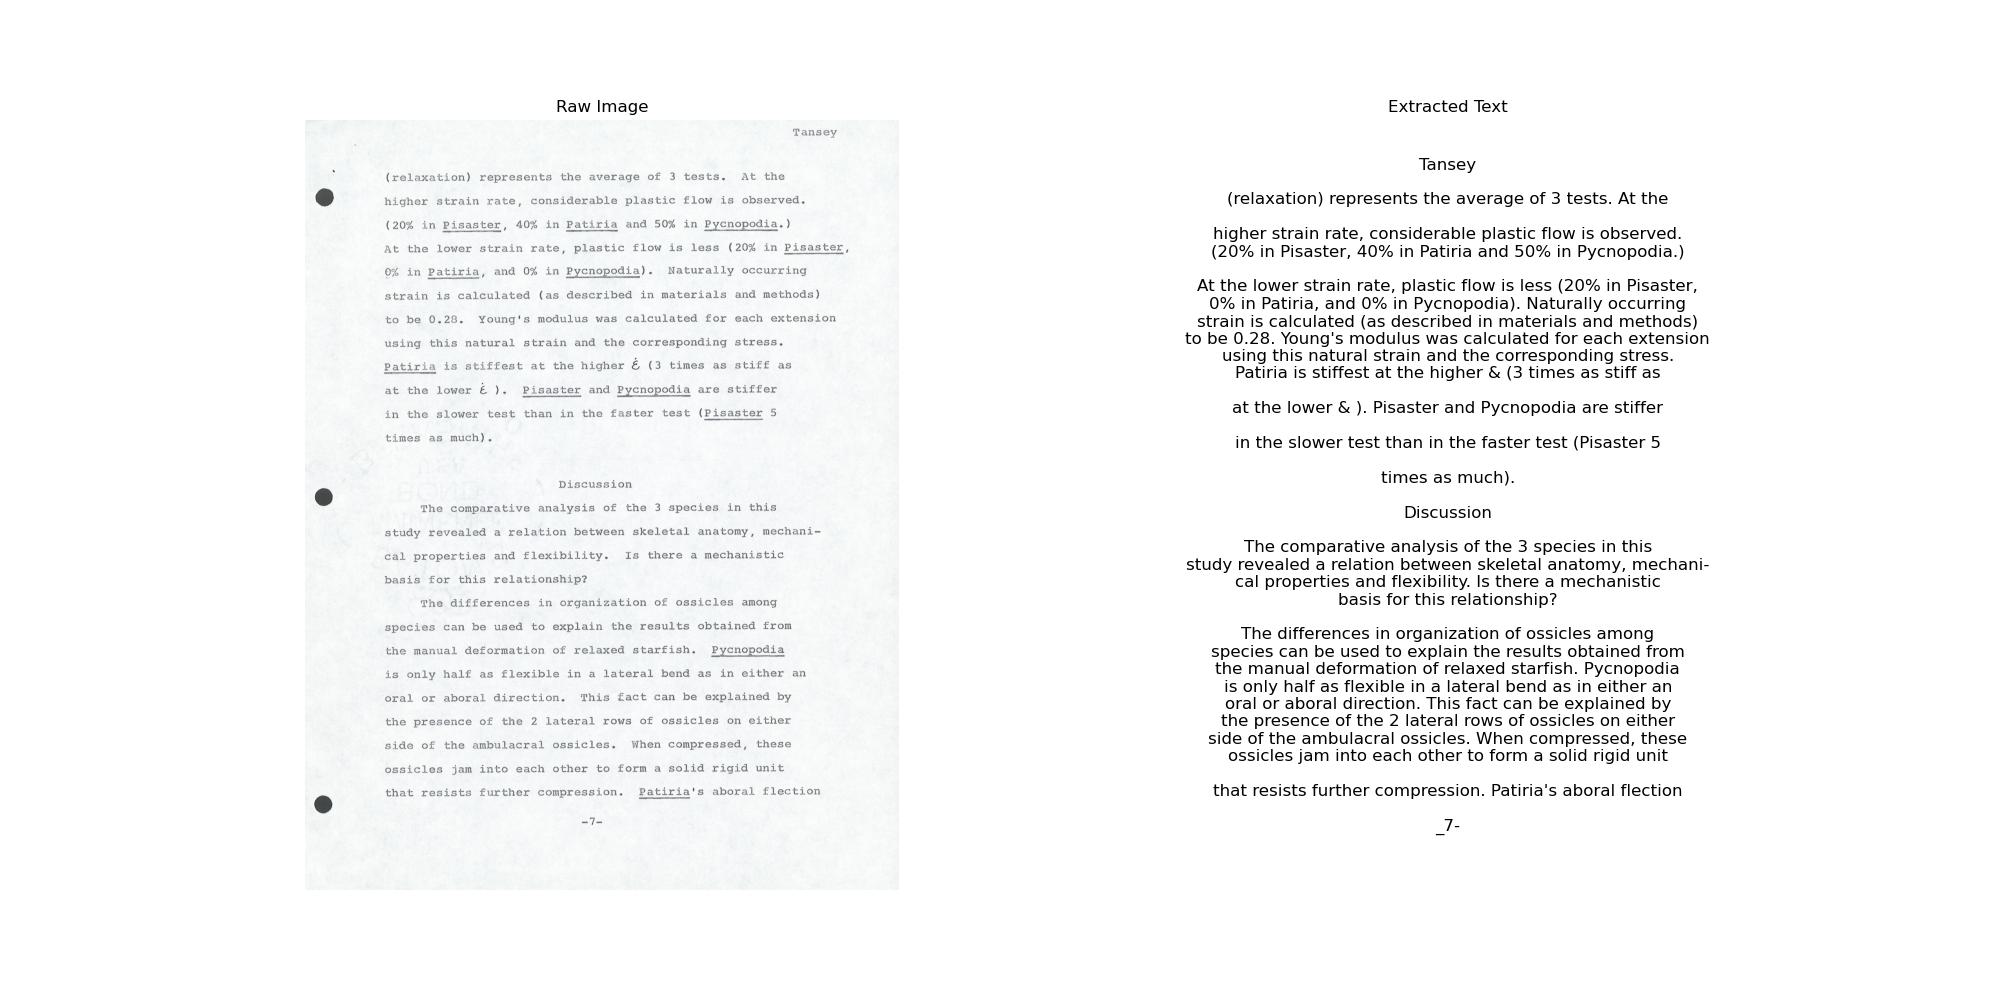 Raw Image
Tansey
(relaxation) represents the average of 3 tests. At the
higher strain rate, considerable plastic flow is observed.
(20% in Pisaster, 40% in Patiria and 50% in Pycnopodia.)
At the lower strain rate, plastic flow is less (20% in Pisaster,
0% in Patiria, and 0% in Pycnopodia). Naturally occurring
strain is calculated (as described in materials and methods)
to be 0.28. Young's modulus was calculated for each extension
using this natural strain and the corresponding stress.
Patiria is stiffest at the higher ε̇ (3 times as stiff as
at the lower ε̇ ). Pisaster and Pycnopodia are stiffer
in the slower test than in the faster test (Pisaster 5
times as much).
Discussion
The comparative analysis of the 3 species in this
study revealed a relation between skeletal anatomy, mechani-
cal properties and flexibility. Is there a mechanistic
basis for this relationship?
The differences in organization of ossicles among
species can be used to explain the results obtained from
the manual deformation of relaxed starfish. Pycnopodia
is only half as flexible in a lateral bend as in either an
oral or aboral direction. This fact can be explained by
the presence of the 2 lateral rows of ossicles on either
side of the ambulacral ossicles. When compressed, these
ossicles jam into each other to form a solid rigid unit
that resists further compression. Patiria's aboral flection
-7-
Extracted Text
Tansey
(relaxation) represents the average of 3 tests. At the
higher strain rate, considerable plastic flow is observed.
(20% in Pisaster, 40% in Patiria and 50% in Pycnopodia.)
At the lower strain rate, plastic flow is less (20% in Pisaster,
0% in Patiria, and 0% in Pycnopodia). Naturally occurring
strain is calculated (as described in materials and methods)
to be 0.28. Young's modulus was calculated for each extension
using this natural strain and the corresponding stress.
Patiria is stiffest at the higher & (3 times as stiff as
at the lower & ). Pisaster and Pycnopodia are stiffer
in the slower test than in the faster test (Pisaster 5
times as much).
Discussion
The comparative analysis of the 3 species in this
study revealed a relation between skeletal anatomy, mechani-
cal properties and flexibility. Is there a mechanistic
basis for this relationship?
The differences in organization of ossicles among
species can be used to explain the results obtained from
the manual deformation of relaxed starfish. Pycnopodia
is only half as flexible in a lateral bend as in either an
oral or aboral direction. This fact can be explained by
the presence of the 2 lateral rows of ossicles on either
side of the ambulacral ossicles. When compressed, these
ossicles jam into each other to form a solid rigid unit
that resists further compression. Patiria's aboral flection
_7-